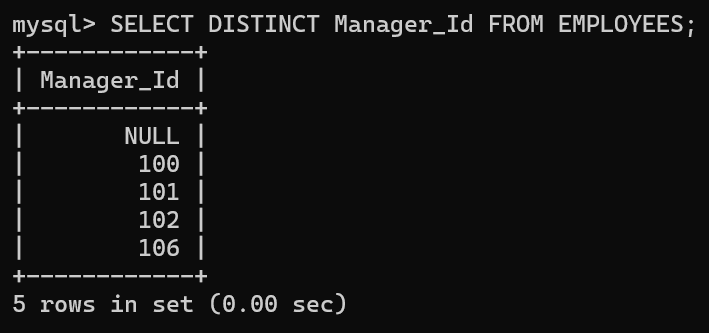 mysql> SELECT DISTINCT Manager_Id FROM EMPLOYEES;
+------------+
| Manager_Id |
+------------+
|       NULL |
|        100 |
|        101 |
|        102 |
|        106 |
+------------+
5 rows in set (0.00 sec)